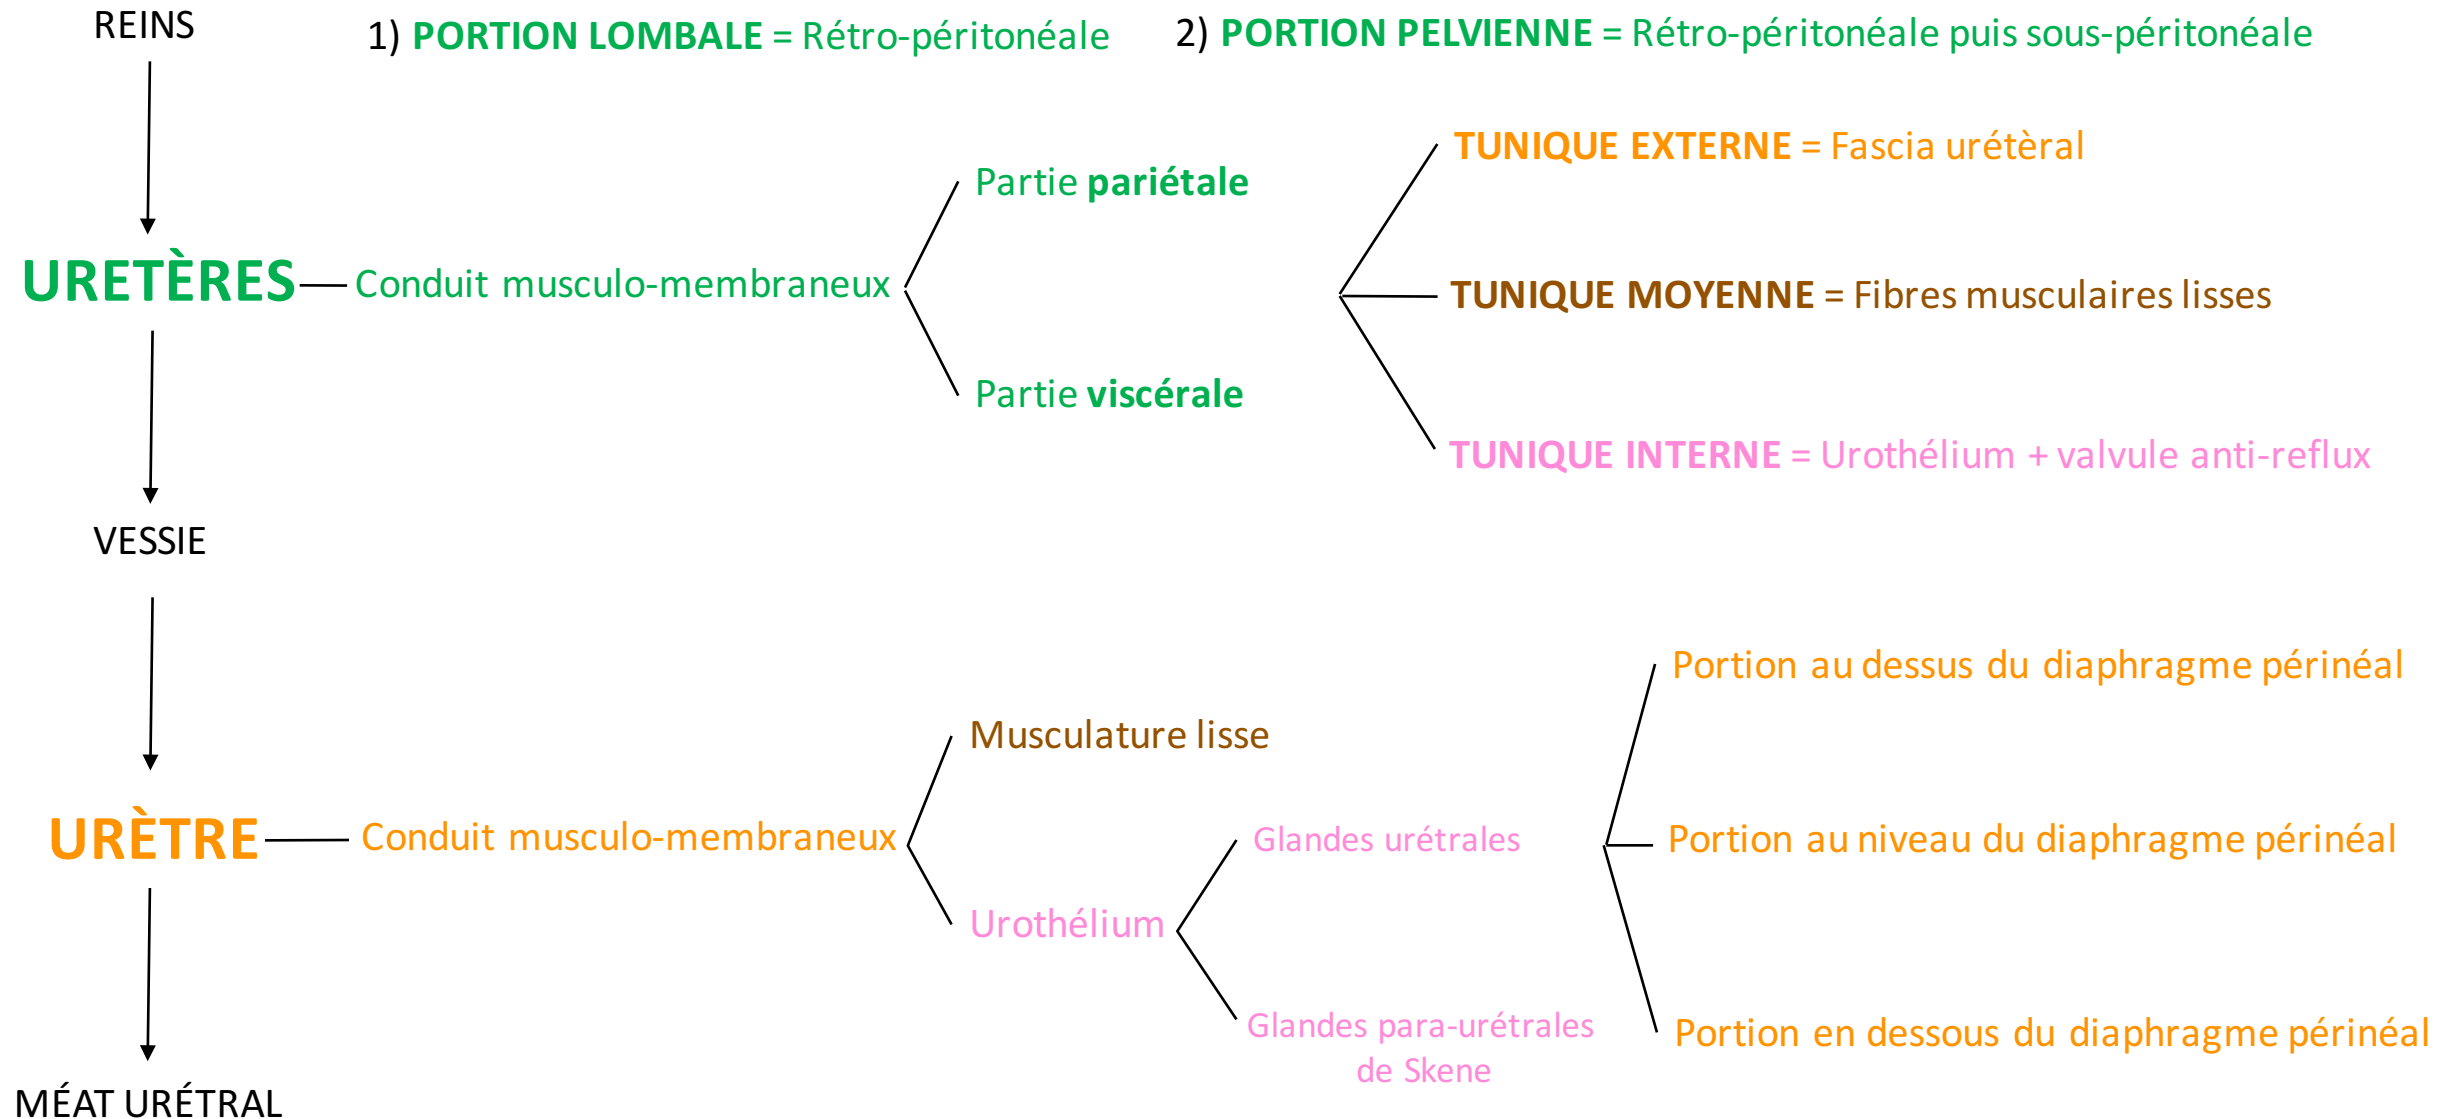 REINS
1) PORTION LOMBALE = Rétro-péritonéale
2) PORTION PELVIENNE = Rétro-péritonéale puis sous-péritonéale
TUNIQUE EXTERNE = Fascia urétèral
Partie pariétale
URETÈRES
Conduit musculo-membraneux
TUNIQUE MOYENNE = Fibres musculaires lisses
Partie viscérale
TUNIQUE INTERNE = Urothélium + valvule anti-reflux
VESSIE
Portion au dessus du diaphragme périnéal
Musculature lisse
URÈTRE
Conduit musculo-membraneux
Glandes urétrales
Portion au niveau du diaphragme périnéal
Urothélium
Glandes para-urétrales
de Skene
Portion en dessous du diaphragme périnéal
MÉAT URÉTRAL